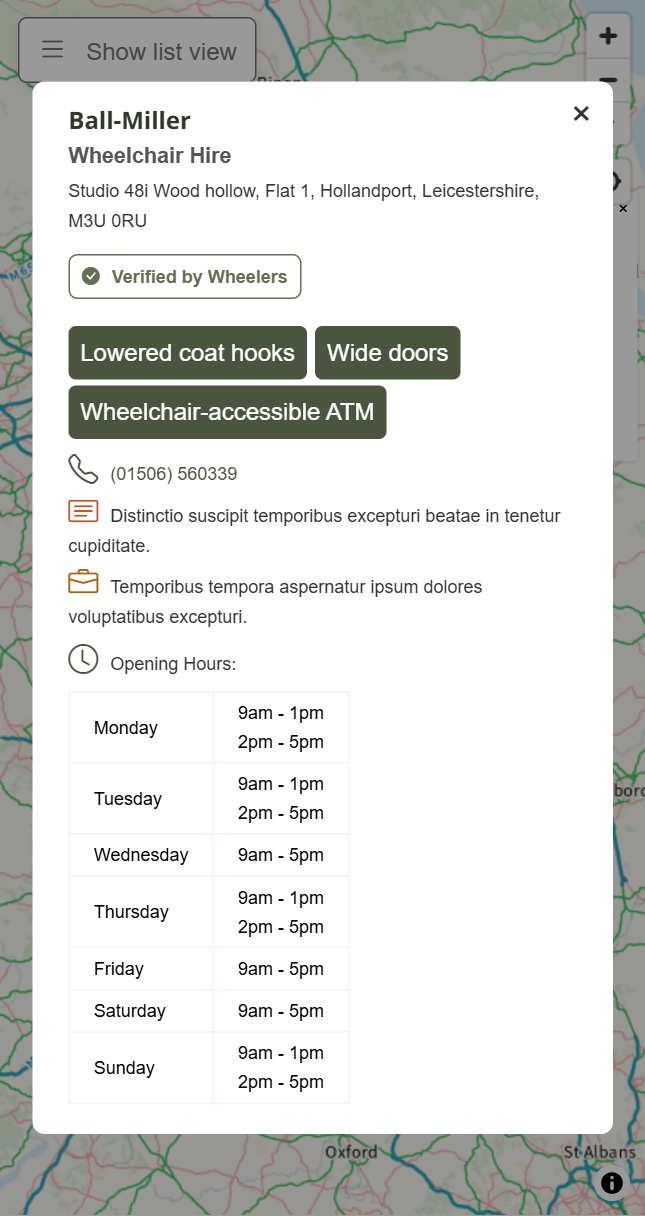 Show list view
Ball-Miller
Wheelchair Hire
Studio 48i Wood hollow, Flat 1, Hollandport, Leicestershire,
M3U 0RU
Verified by Wheelers
Lowered coat hooks
Wide doors
Wheelchair-accessible ATM
(01506) 560339
Distinctio suscipit temporibus excepturi beatae in tenetur
cupiditate.
Temporibus tempora aspernatur ipsum dolores
voluptatibus excepturi.
Opening Hours:
Monday
9am - 1pm
2pm - 5pm
Tuesday
9am - 1pm
2pm - 5pm
Wednesday
9am - 5pm
Thursday
9am - 1pm
2pm - 5pm
Friday
9am - 5pm
Saturday
9am - 5pm
Sunday
9am - 1pm
2pm - 5pm
Oxford
St Albans